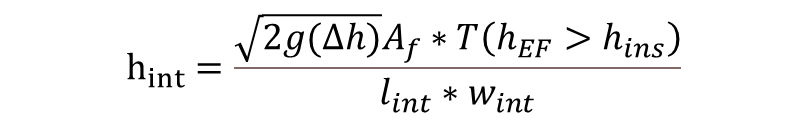 h_int = √(2g(Δh)) A_f * T(h_EF > h_ins) / l_int * w_int